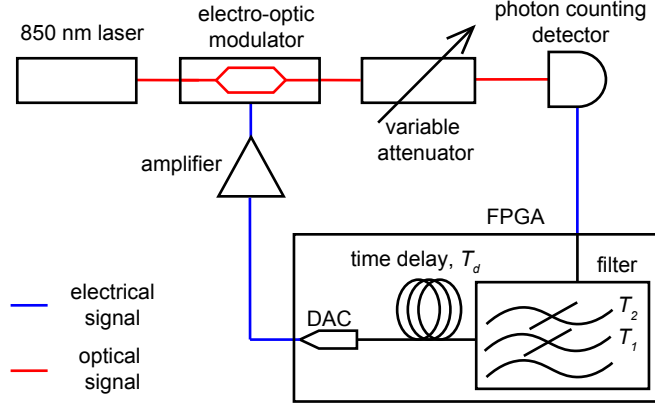 850 nm laser
electro-optic
modulator
photon counting
detector
variable
attenuator
amplifier
FPGA
time delay, T_d
filter
DAC
T_2
T_1
electrical
signal
optical
signal